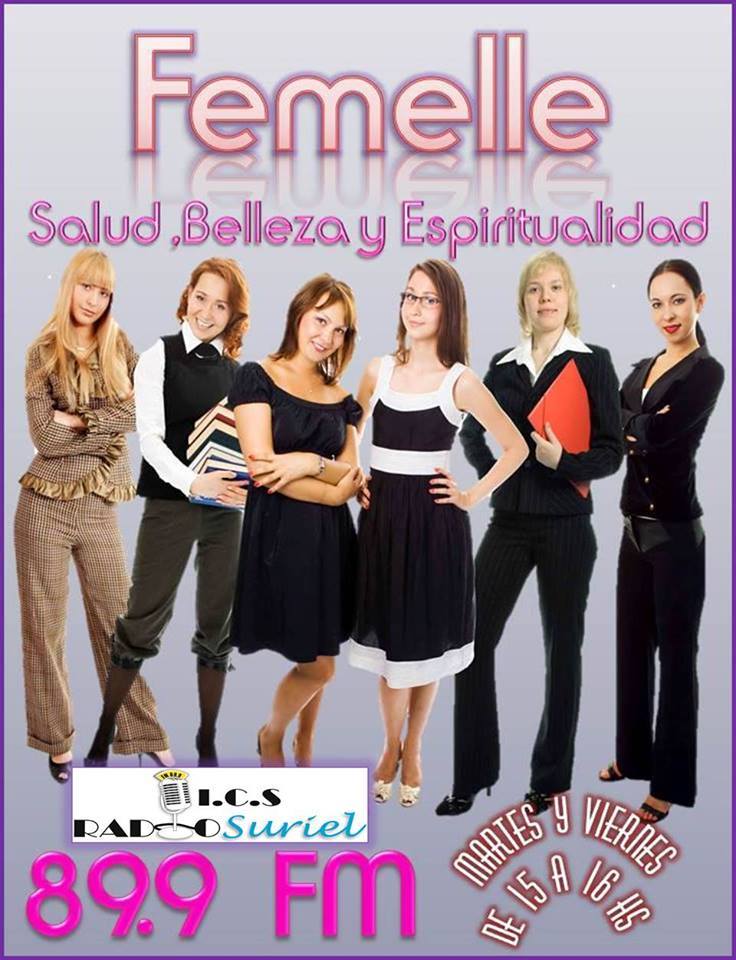 Femelle
Salud ,Belleza y Espiritualidad
I.C.S
RADIO Suriel
89.9 FM
MARTES Y VIERNES
DE 15 A 16 HS